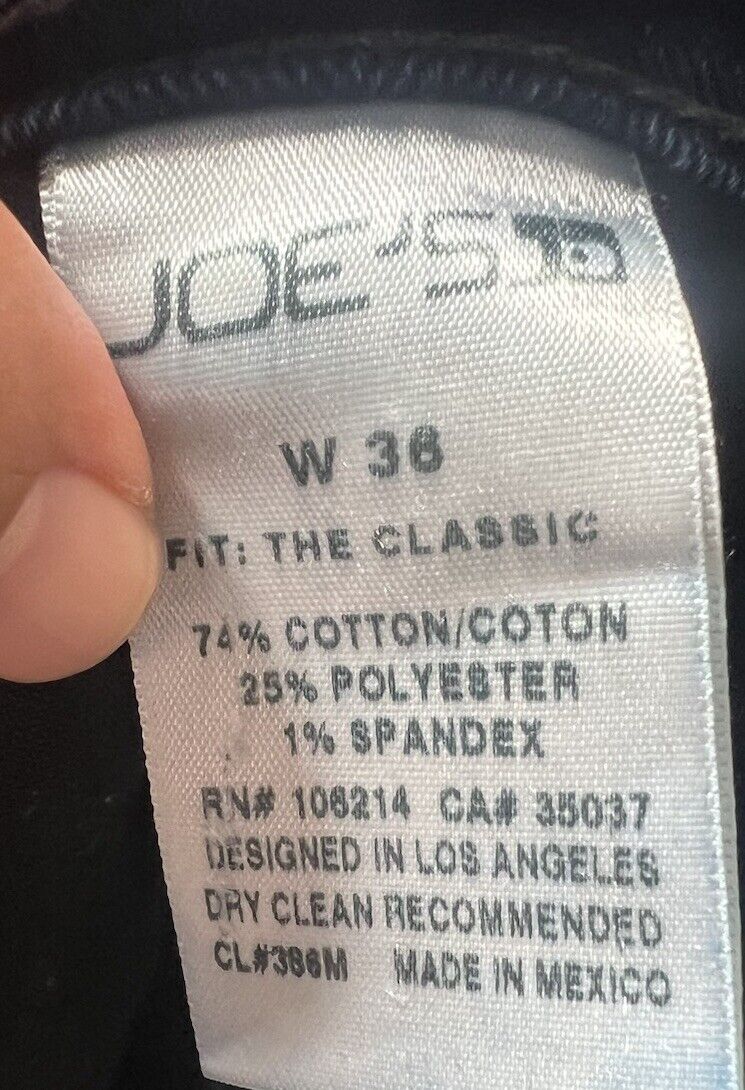 JOE'S
W 36
FIT: THE CLASSIC
74% COTTON/COTON
25% POLYESTER
1% SPANDEX
RN# 106214 CA# 35037
DESIGNED IN LOS ANGELES
DRY CLEAN RECOMMENDED
CL#386M MADE IN MEXICO